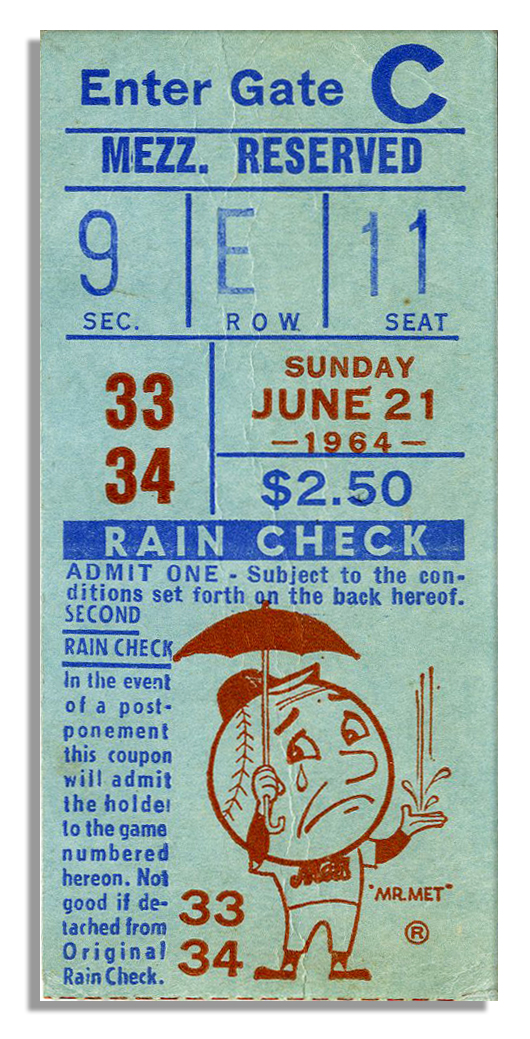 Enter Gate C
MEZZ. RESERVED
9 E 11
SEC. ROW SEAT
33
34
SUNDAY
JUNE 21
—1964—
$2.50
RAIN CHECK
ADMIT ONE - Subject to the con-
ditions set forth on the back hereof.
SECOND
RAIN CHECK
In the event
of a post-
ponement
this coupon
will admit
the holder
to the game
numbered
hereon. Not
good if de-
tached from
Original
Rain Check.
33
34
Mets
"MR. MET"
®